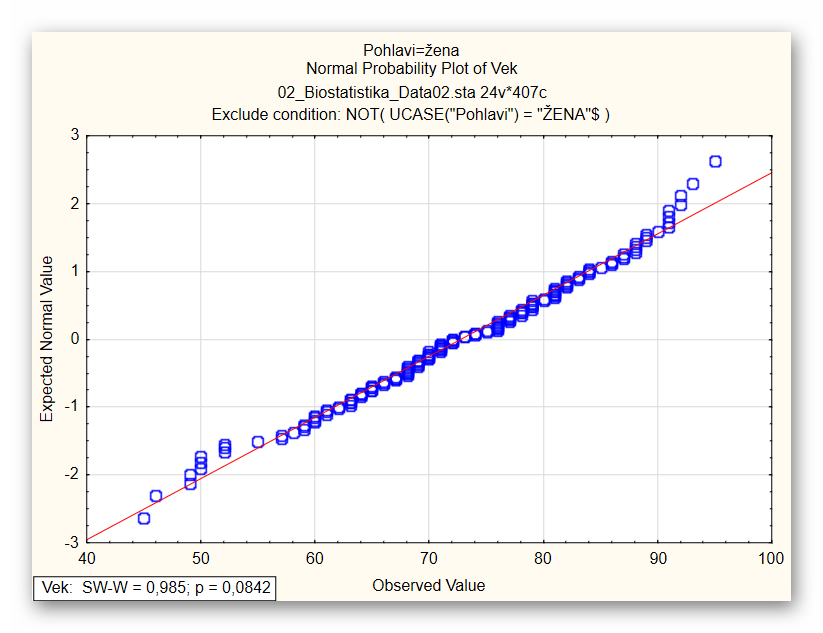 Pohlavi=žena
Normal Probability Plot of Vek
02_Biostatistika_Data02.sta 24v*407c
Exclude condition: NOT( UCASE("Pohlavi") = "ŽENA"$ )
3
2
1
0
-1
-2
-3
Expected Normal Value
40 50 60 70 80 90 100
Observed Value
Vek: SW-W = 0,985; p = 0,0842